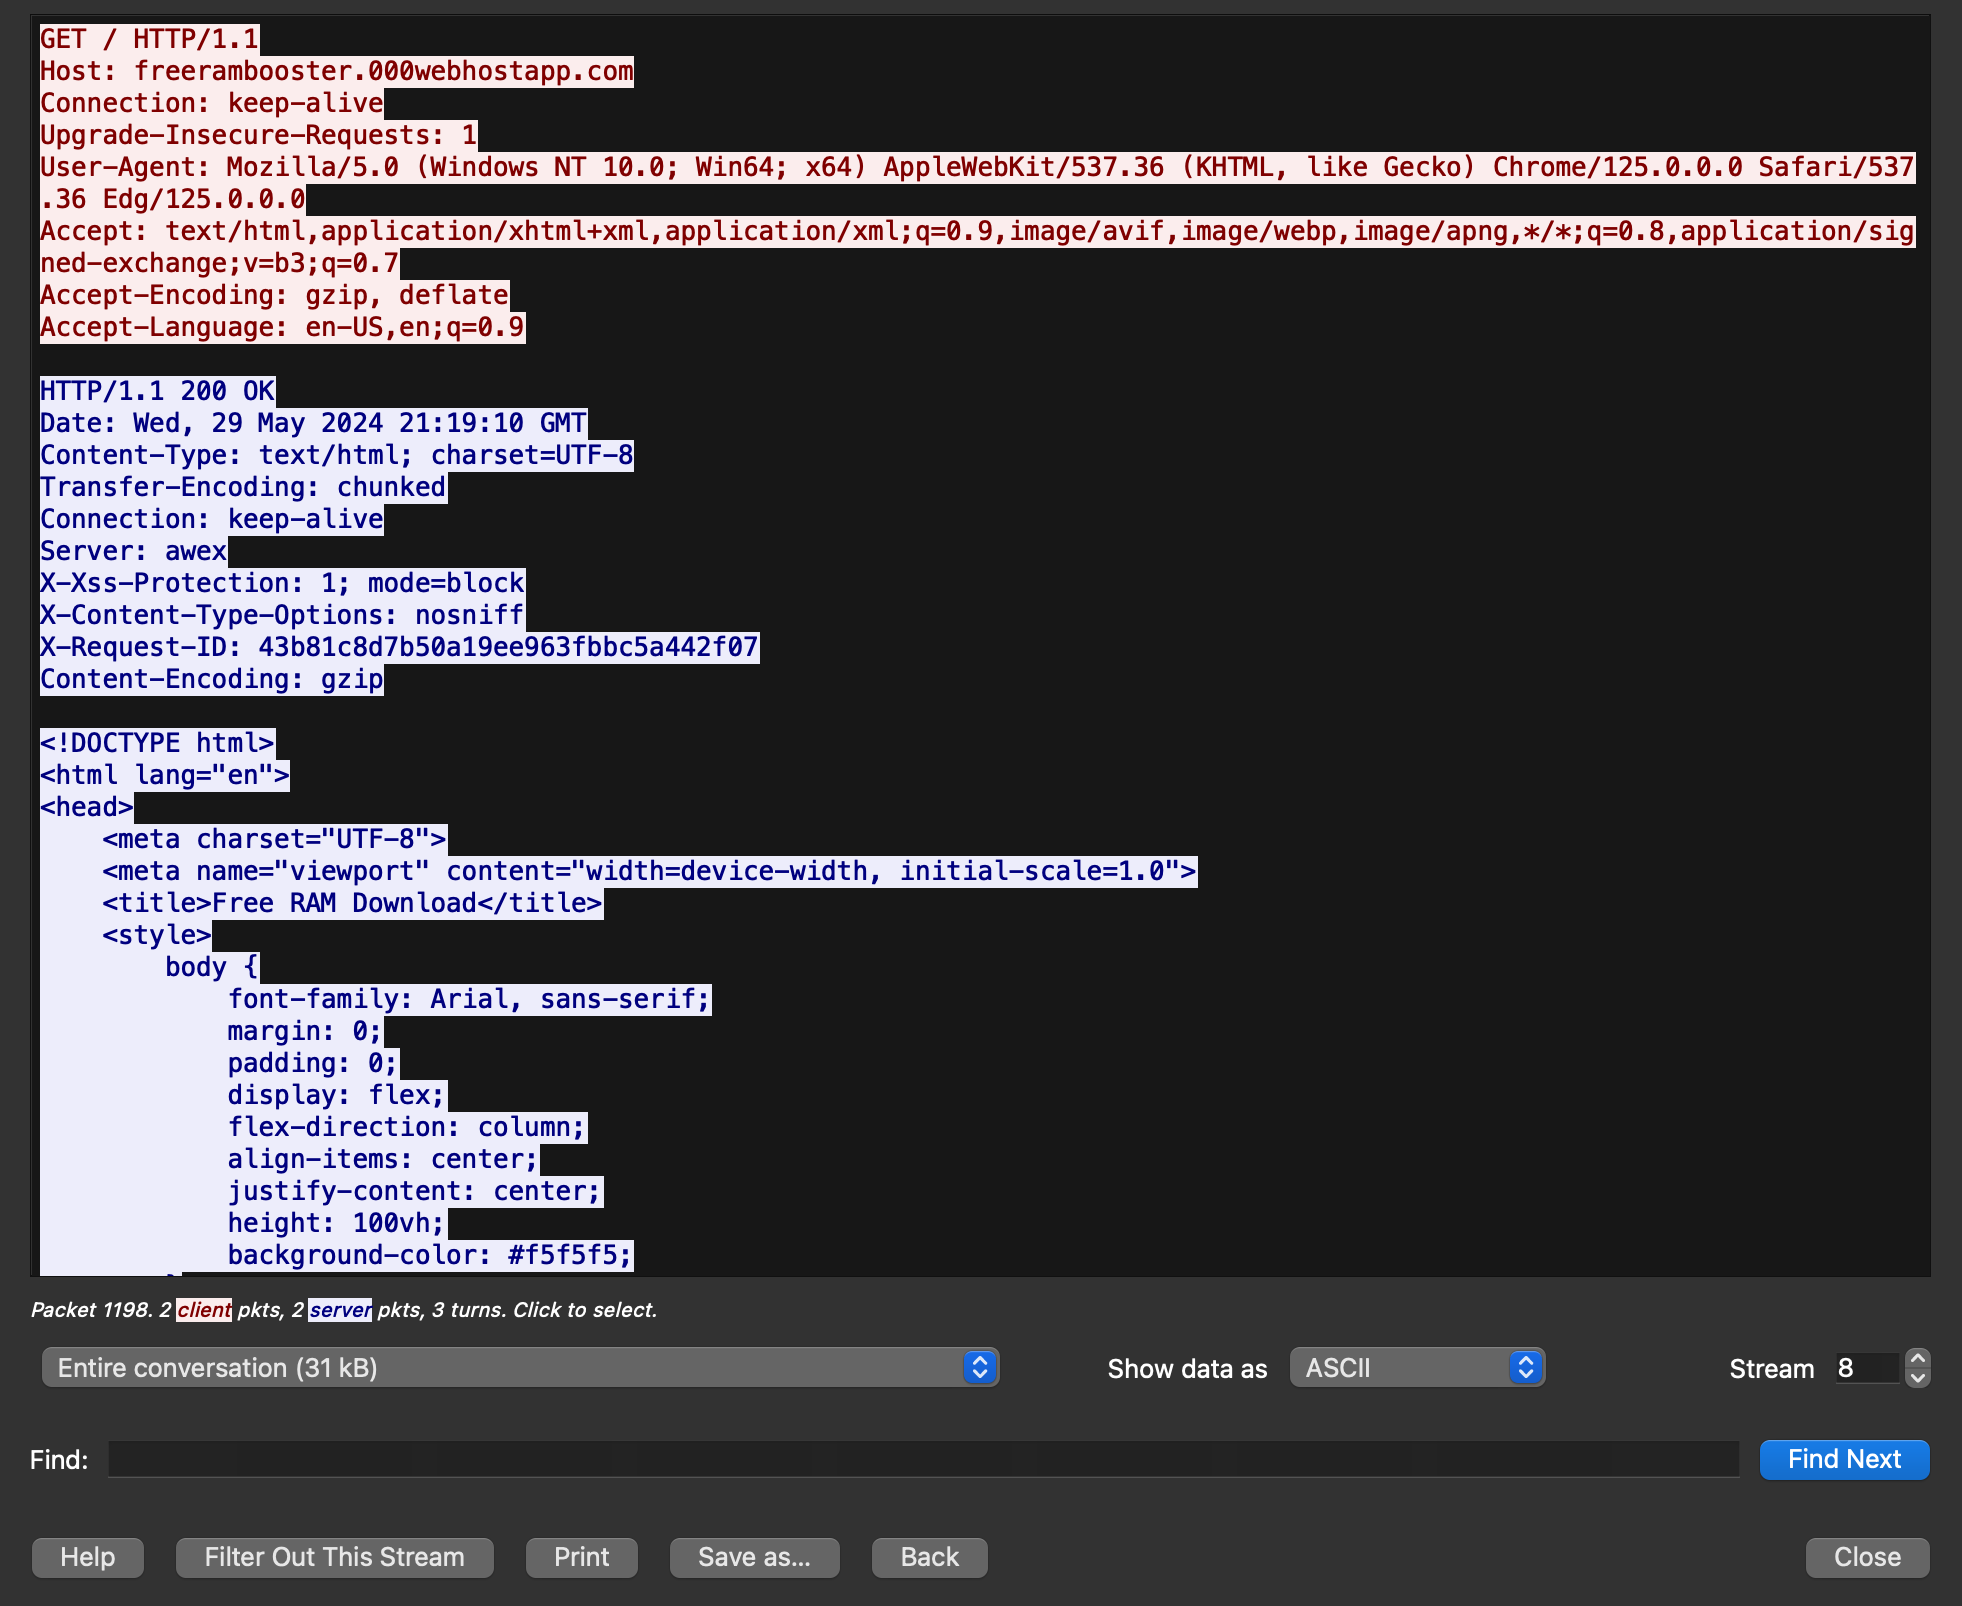 GET / HTTP/1.1
Host: freerambooster.000webhostapp.com
Connection: keep-alive
Upgrade-Insecure-Requests: 1
User-Agent: Mozilla/5.0 (Windows NT 10.0; Win64; x64) AppleWebKit/537.36 (KHTML, like Gecko) Chrome/125.0.0.0 Safari/537
.36 Edg/125.0.0.0
Accept: text/html,application/xhtml+xml,application/xml;q=0.9,image/avif,image/webp,image/apng,*/*;q=0.8,application/sig
ned-exchange;v=b3;q=0.7
Accept-Encoding: gzip, deflate
Accept-Language: en-US,en;q=0.9
HTTP/1.1 200 OK
Date: Wed, 29 May 2024 21:19:10 GMT
Content-Type: text/html; charset=UTF-8
Transfer-Encoding: chunked
Connection: keep-alive
Server: awex
X-Xss-Protection: 1; mode=block
X-Content-Type-Options: nosniff
X-Request-ID: 43b81c8d7b50a19ee963fbbc5a442f07
Content-Encoding: gzip
<!DOCTYPE html>
<html lang="en">
<head>
    <meta charset="UTF-8">
    <meta name="viewport" content="width=device-width, initial-scale=1.0">
    <title>Free RAM Download</title>
    <style>
        body {
            font-family: Arial, sans-serif;
            margin: 0;
            padding: 0;
            display: flex;
            flex-direction: column;
            align-items: center;
            justify-content: center;
            height: 100vh;
            background-color: #f5f5f5;
Packet 1198. 2 client pkts, 2 server pkts, 3 turns. Click to select.
Entire conversation (31 kB) Show data as ASCII Stream 8
Find: Find Next
Help Filter Out This Stream Print Save as... Back Close